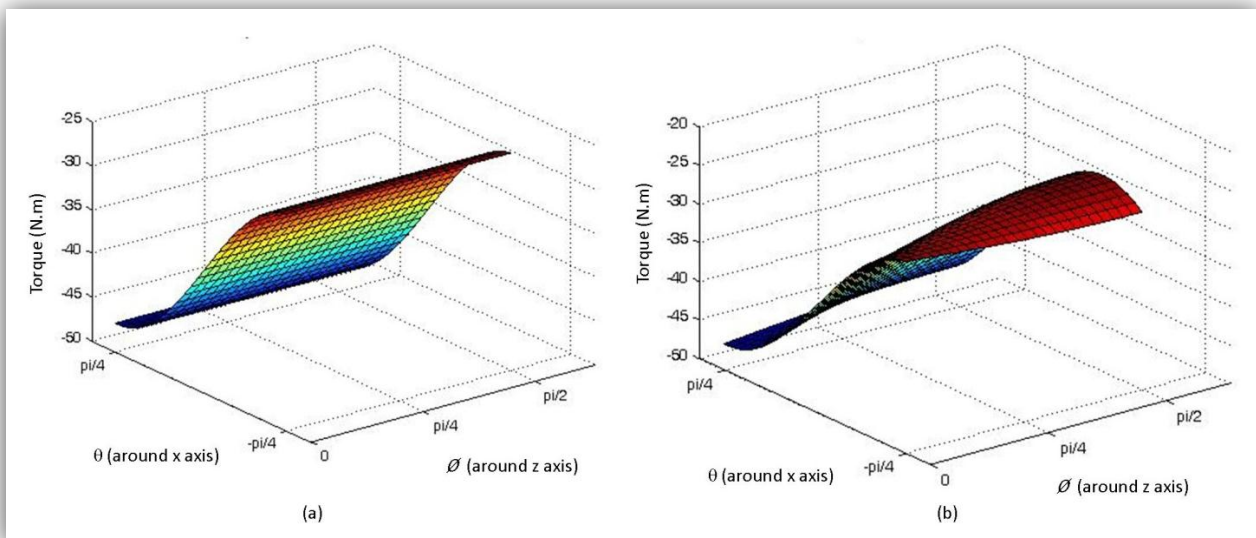 -25
-30
-35
-40
-45
-50
Torque (N.m)
pi/4
-pi/4
θ (around x axis)
0
pi/4
pi/2
Ø (around z axis)
(a)
-20
-25
-30
-35
-40
-45
-50
Torque (N.m)
pi/4
-pi/4
θ (around x axis)
0
pi/4
pi/2
Ø (around z axis)
(b)